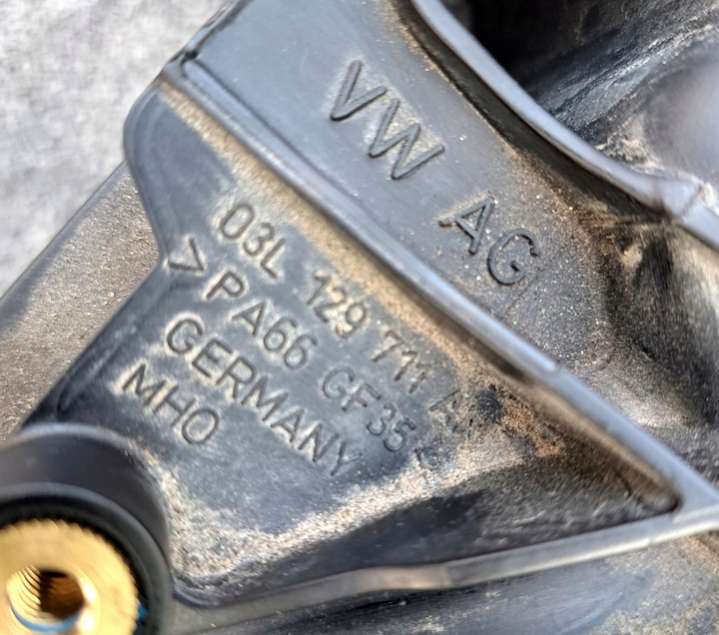 VW AG
03L 129 711
>PA66 GF35<
GERMANY
MHO